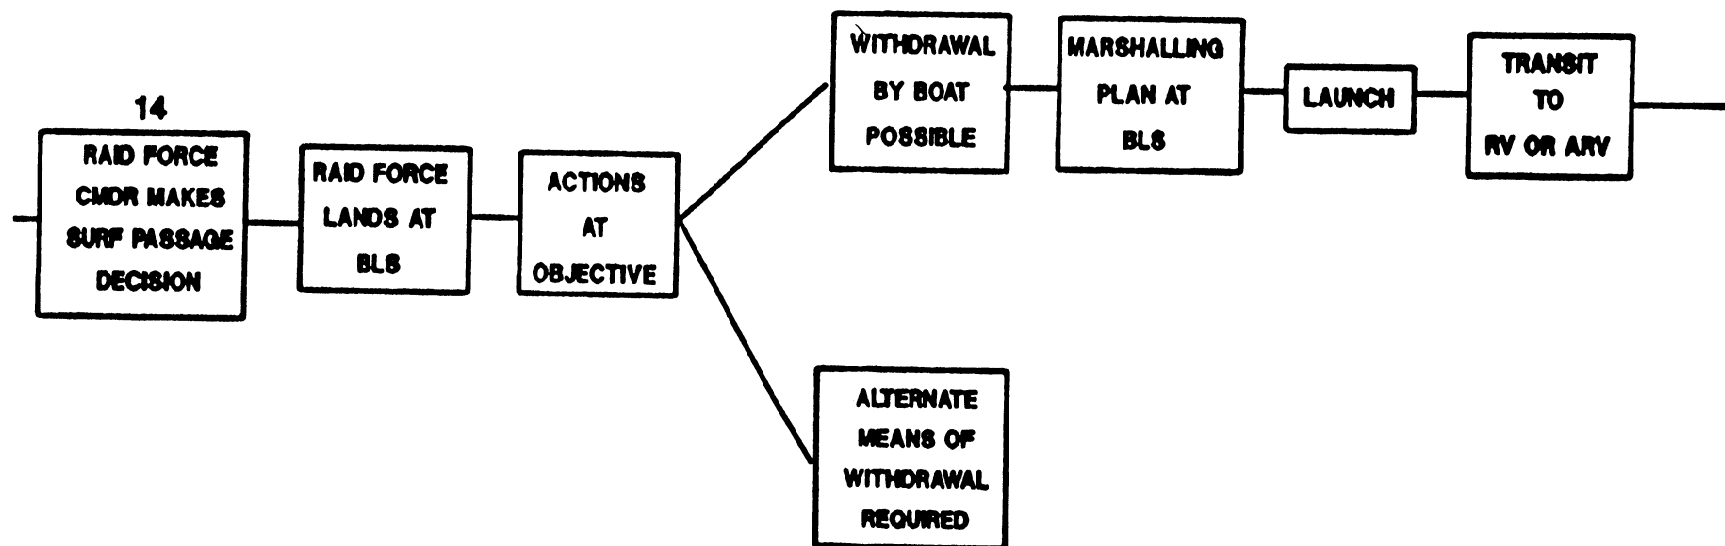 14
RAID FORCE
CMDR MAKES
SURF PASSAGE
DECISION
RAID FORCE
LANDS AT
BLS
ACTIONS
AT
OBJECTIVE
WITHDRAWAL
BY BOAT
POSSIBLE
MARSHALLING
PLAN AT
BLS
LAUNCH
TRANSIT
TO
RV OR ARV
ALTERNATE
MEANS OF
WITHDRAWAL
REQUIRED